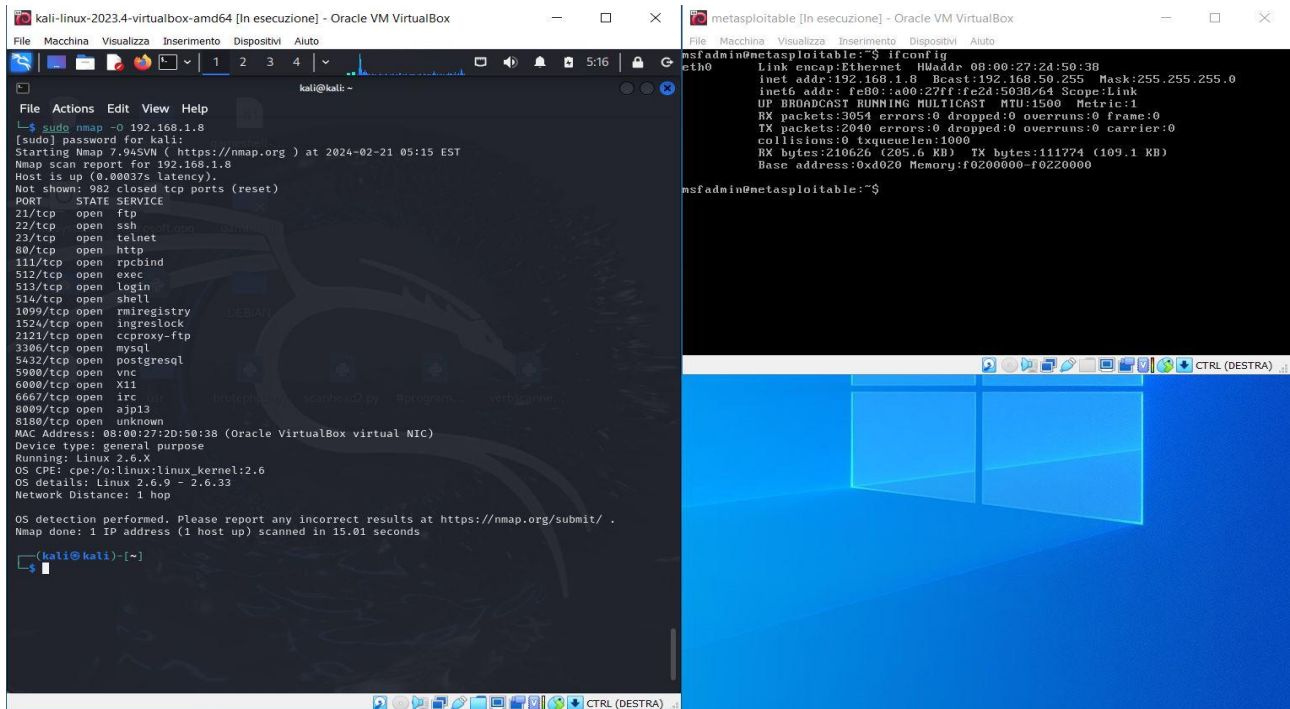 kali-linux-2023.4-virtualbox-amd64 [In esecuzione] - Oracle VM VirtualBox
File Macchina Visualizza Inserimento Dispositivi Aiuto
1 2 3 4 5:16
kali@kali: ~
File Actions Edit View Help
└─$ sudo nmap -O 192.168.1.8
[sudo] password for kali:
Starting Nmap 7.94SVN ( https://nmap.org ) at 2024-02-21 05:15 EST
Nmap scan report for 192.168.1.8
Host is up (0.00037s latency).
Not shown: 982 closed tcp ports (reset)
PORT STATE SERVICE
21/tcp open ftp
22/tcp open ssh
23/tcp open telnet
80/tcp open http
111/tcp open rpcbind
512/tcp open exec
513/tcp open login
514/tcp open shell
1099/tcp open rmiregistry
1524/tcp open ingreslock
2121/tcp open ccproxy-ftp
3306/tcp open mysql
5432/tcp open postgresql
5900/tcp open vnc
6000/tcp open X11
6667/tcp open irc
8009/tcp open ajp13
8180/tcp open unknown
MAC Address: 08:00:27:2D:50:38 (Oracle VirtualBox virtual NIC)
Device type: general purpose
Running: Linux 2.6.X
OS CPE: cpe:/o:linux:linux_kernel:2.6
OS details: Linux 2.6.9 - 2.6.33
Network Distance: 1 hop
OS detection performed. Please report any incorrect results at https://nmap.org/submit/ .
Nmap done: 1 IP address (1 host up) scanned in 15.01 seconds
┌──(kali㉿kali)-[~]
└─$
CTRL (DESTRA)
metasploitable [In esecuzione] - Oracle VM VirtualBox
File Macchina Visualizza Inserimento Dispositivi Aiuto
msfadmin@metasploitable:~$ ifconfig
eth0 Link encap:Ethernet HWaddr 08:00:27:2d:50:38
inet addr:192.168.1.8 Bcast:192.168.50.255 Mask:255.255.255.0
inet6 addr: fe80::a00:27ff:fe2d:5038/64 Scope:Link
UP BROADCAST RUNNING MULTICAST MTU:1500 Metric:1
RX packets:3054 errors:0 dropped:0 overruns:0 frame:0
TX packets:2040 errors:0 dropped:0 overruns:0 carrier:0
collisions:0 txqueuelen:1000
RX bytes:210626 (205.6 KB) TX bytes:111774 (109.1 KB)
Base address:0xd020 Memory:f0200000-f0220000
msfadmin@metasploitable:~$
CTRL (DESTRA)